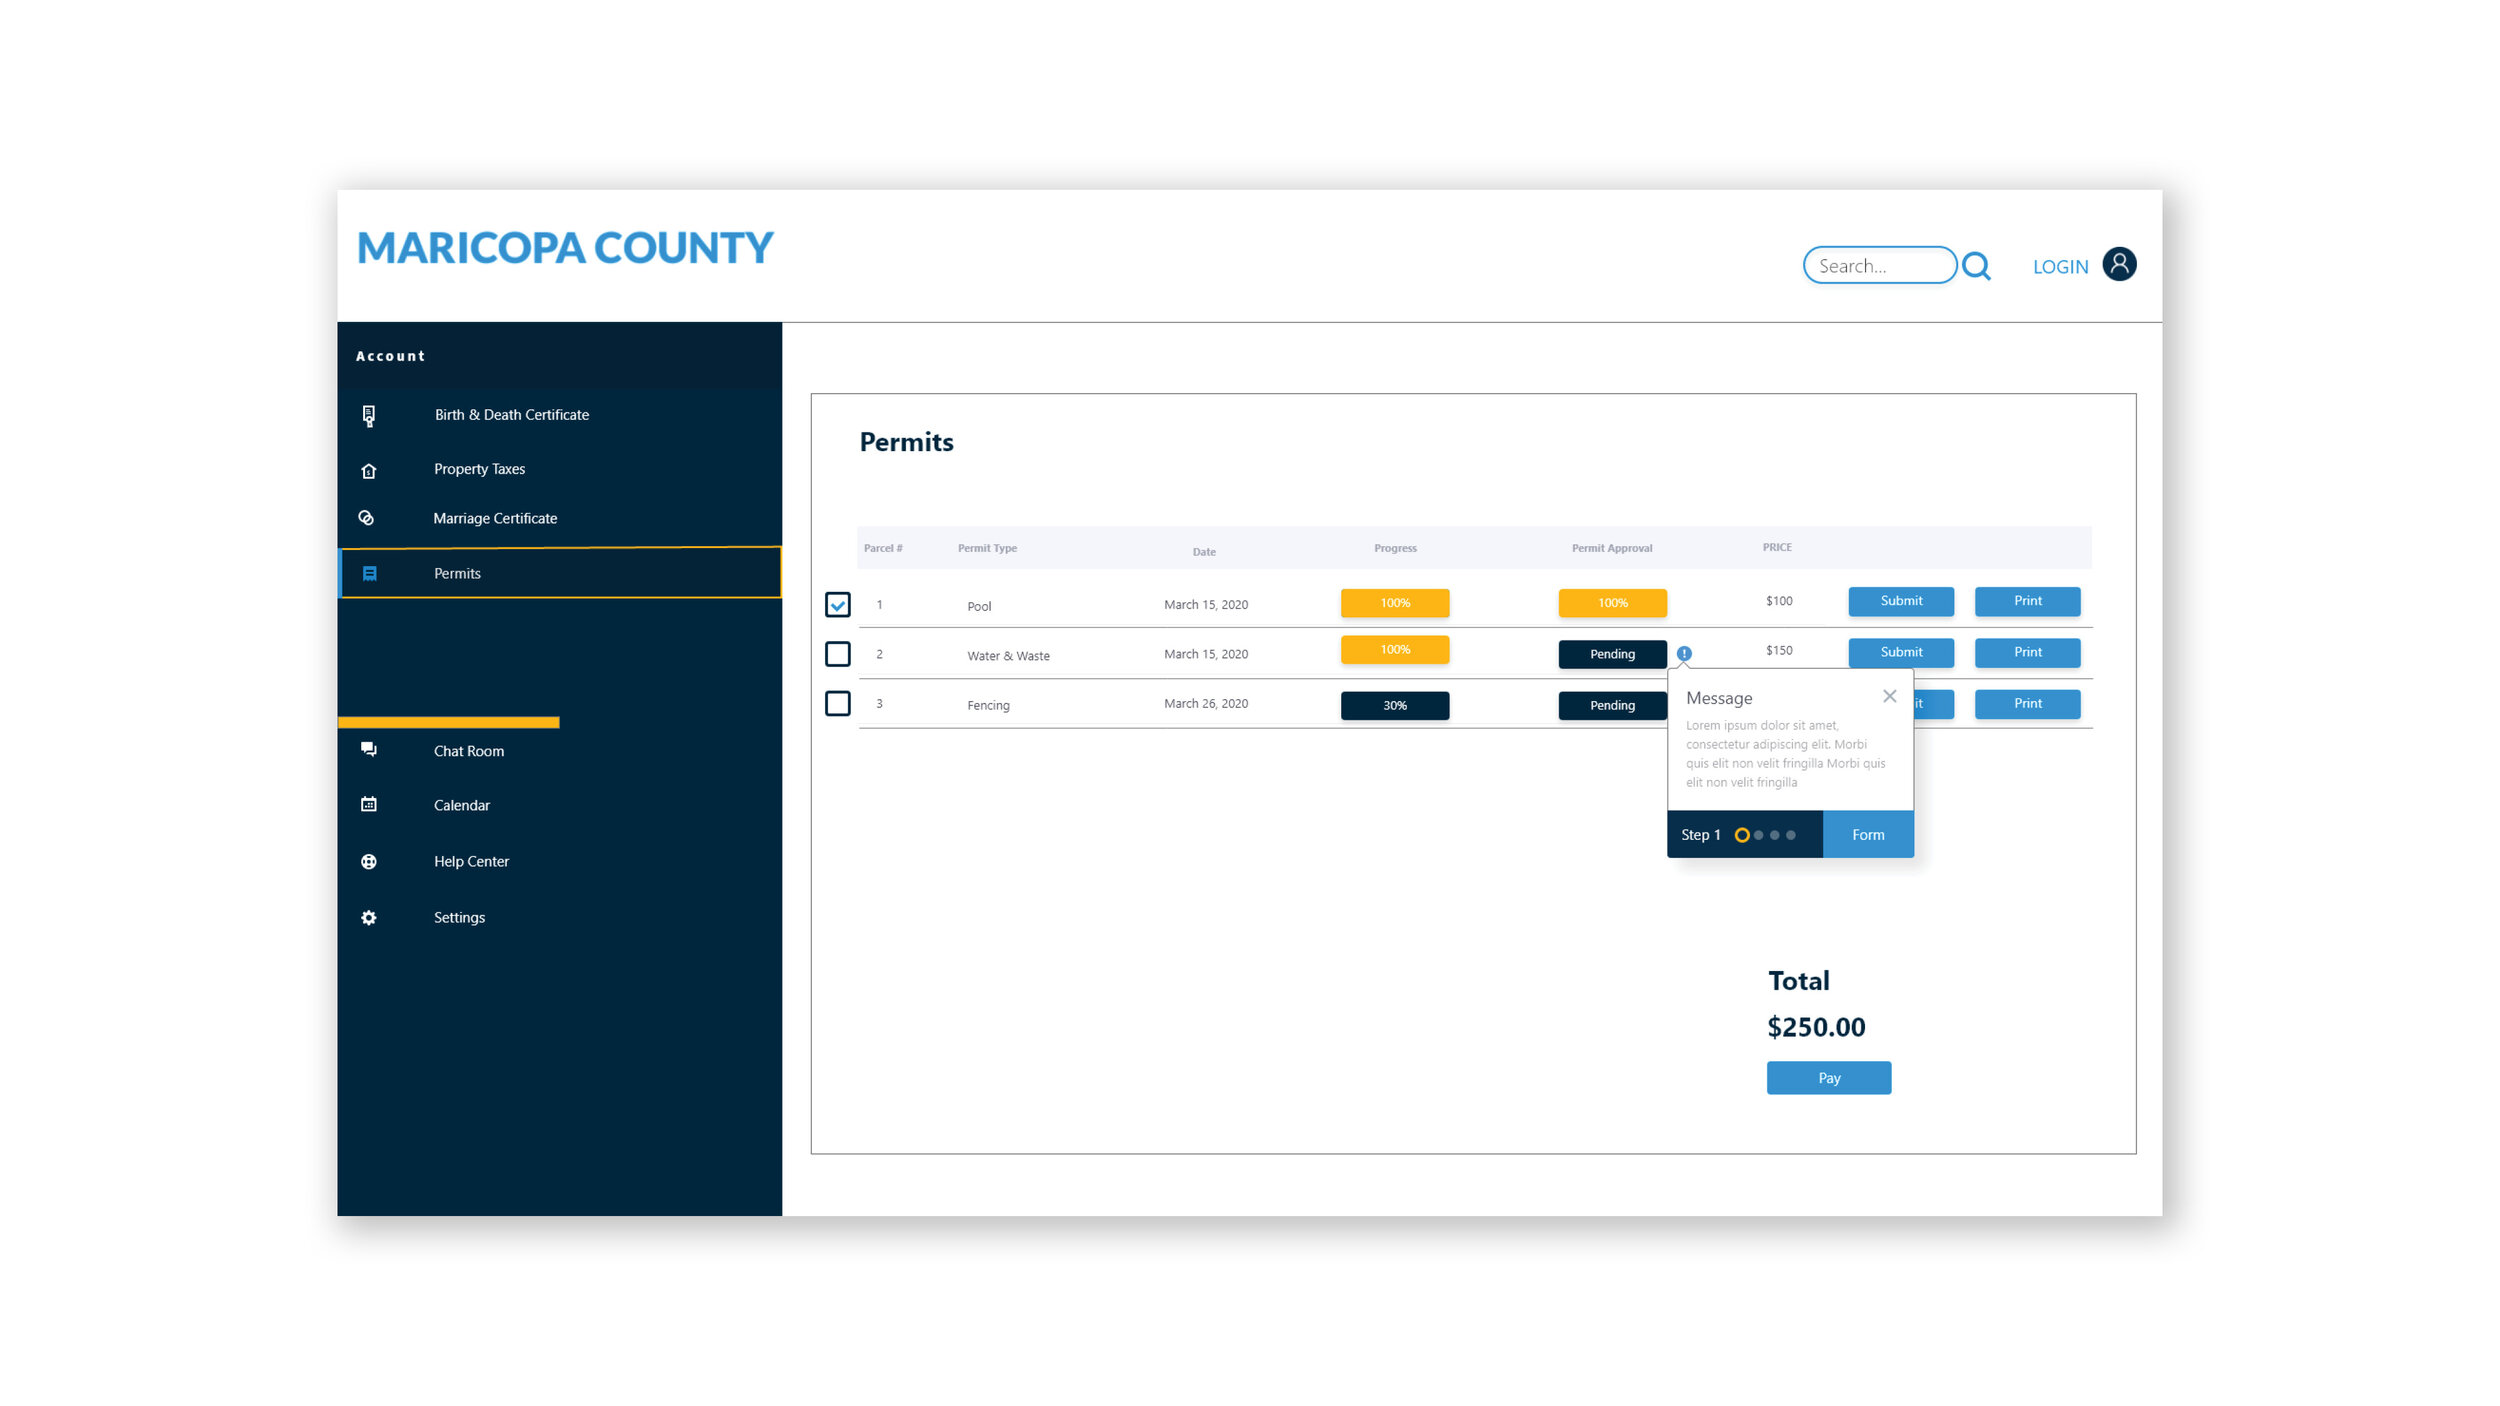 MARICOPA COUNTY
Search...
LOGIN
Account
Birth & Death Certificate
Property Taxes
Marriage Certificate
Permits
Chat Room
Calendar
Help Center
Settings
Permits
Parcel # Permit Type Date Progress Permit Approval PRICE
1 Pool March 15, 2020 100% 100% $100 Submit Print
2 Water & Waste March 15, 2020 100% Pending $150 Submit Print
3 Fencing March 26, 2020 30% Pending it Print
Message
Lorem ipsum dolor sit amet,
consectetur adipiscing elit. Morbi
quis elit non velit fringilla Morbi quis
elit non velit fringilla
Step 1 Form
Total
$250.00
Pay